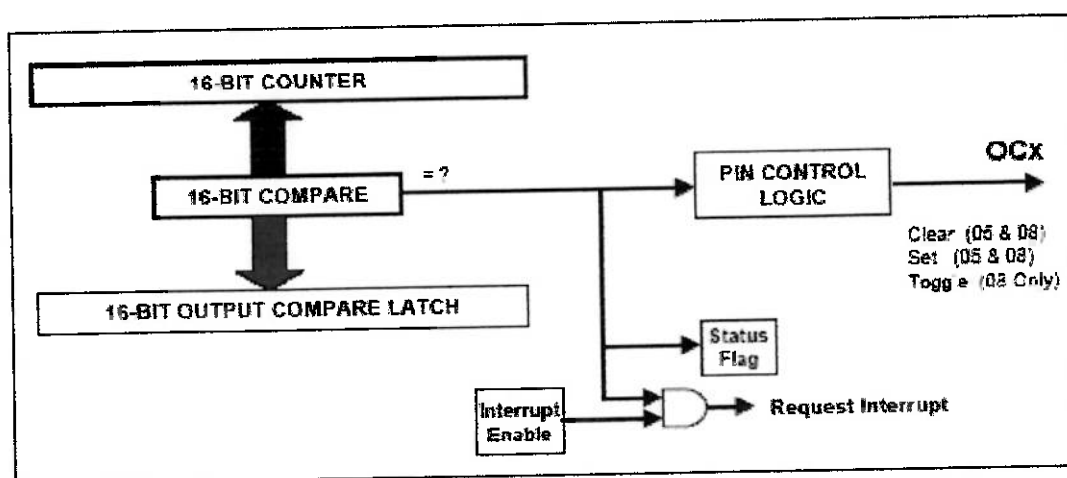 16-BIT COUNTER
16-BIT COMPARE
= ?
PIN CONTROL
LOGIC
OCx
Clear (05 & 08)
Set (05 & 08)
Toggle (08 Only)
16-BIT OUTPUT COMPARE LATCH
Status
Flag
Interrupt
Enable
Request Interrupt